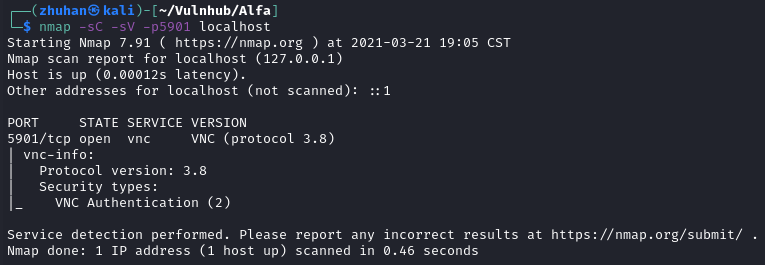 ┌──(zhuhan㉿kali)-[~/Vulnhub/Alfa]
└─$ nmap -sC -sV -p5901 localhost
Starting Nmap 7.91 ( https://nmap.org ) at 2021-03-21 19:05 CST
Nmap scan report for localhost (127.0.0.1)
Host is up (0.00012s latency).
Other addresses for localhost (not scanned): ::1
PORT     STATE SERVICE VERSION
5901/tcp open  vnc     VNC (protocol 3.8)
| vnc-info:
|   Protocol version: 3.8
|   Security types:
|_    VNC Authentication (2)
Service detection performed. Please report any incorrect results at https://nmap.org/submit/ .
Nmap done: 1 IP address (1 host up) scanned in 0.46 seconds